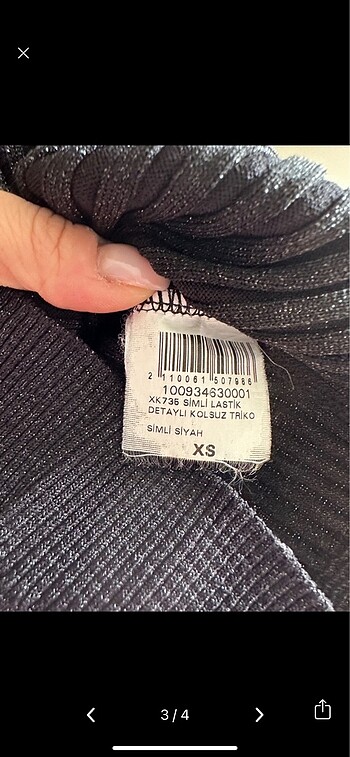 2 110061 507986
100934630001
XK735 SİMLİ LASTİK
DETAYLI KOLSUZ TRİKO
SİMLİ SİYAH
XS
3/4